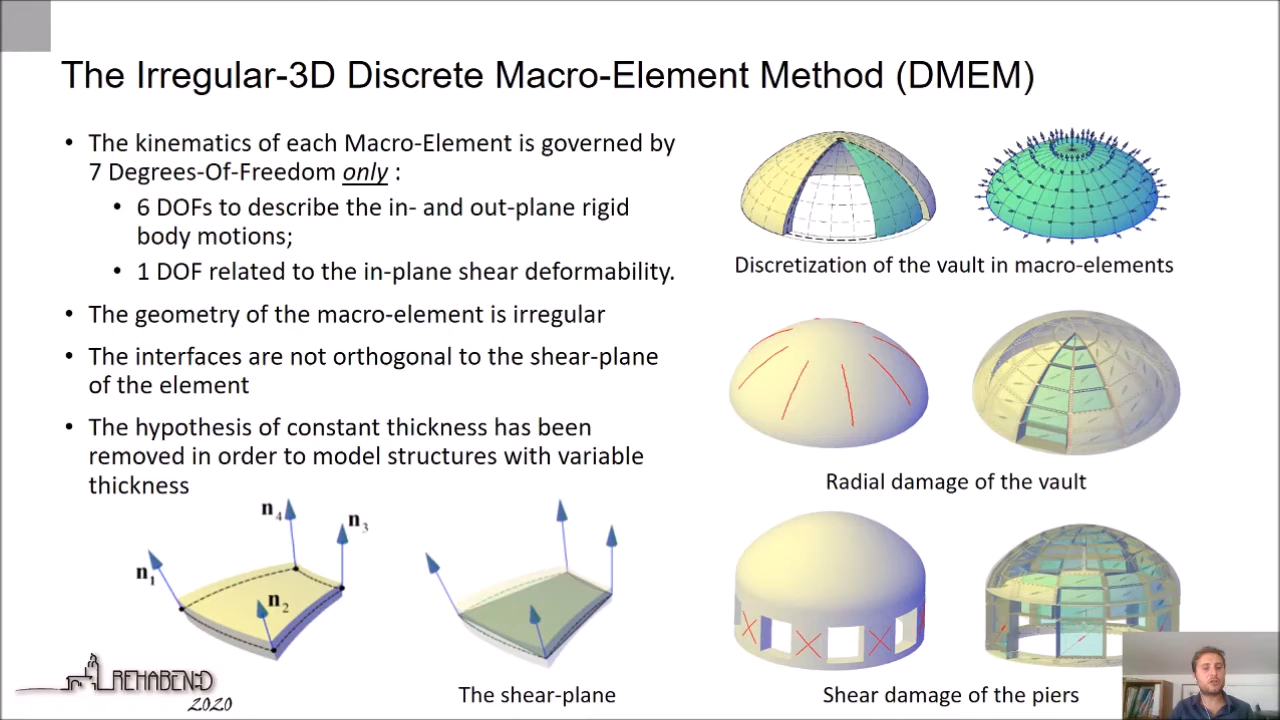 The Irregular-3D Discrete Macro-Element Method (DMEM)
• The kinematics of each Macro-Element is governed by
7 Degrees-Of-Freedom only :
• 6 DOFs to describe the in- and out-plane rigid
body motions;
• 1 DOF related to the in-plane shear deformability.
• The geometry of the macro-element is irregular
• The interfaces are not orthogonal to the shear-plane
of the element
• The hypothesis of constant thickness has been
removed in order to model structures with variable
thickness
n4
n3
n1
n2
The shear-plane
Discretization of the vault in macro-elements
Radial damage of the vault
Shear damage of the piers
REHABEND
2020